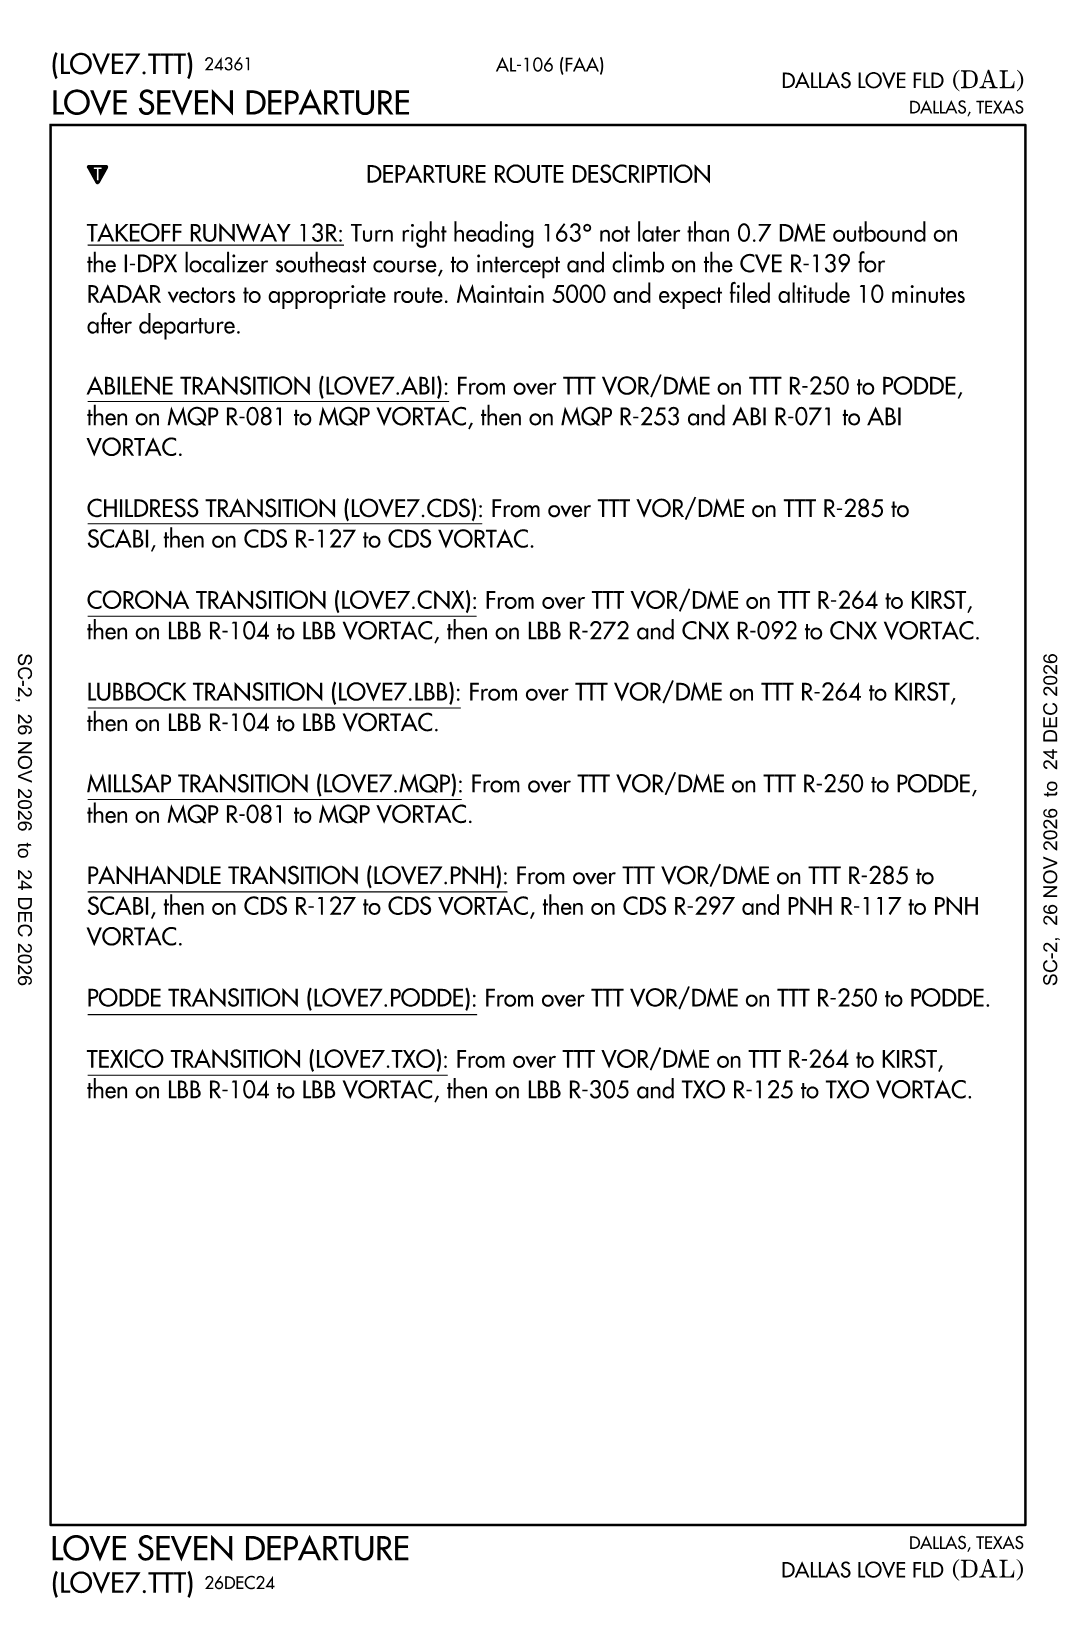 (LOVE7.TTT) 24361
AL-106 (FAA)
DALLAS LOVE FLD (DAL)
LOVE SEVEN DEPARTURE
DALLAS, TEXAS
T
DEPARTURE ROUTE DESCRIPTION
TAKEOFF RUNWAY 13R: Turn right heading 163° not later than 0.7 DME outbound on
the I-DPX localizer southeast course, to intercept and climb on the CVE R-139 for
RADAR vectors to appropriate route. Maintain 5000 and expect filed altitude 10 minutes
after departure.
ABILENE TRANSITION (LOVE7.ABI): From over TTT VOR/DME on TTT R-250 to PODDE,
then on MQP R-081 to MQP VORTAC, then on MQP R-253 and ABI R-071 to ABI
VORTAC.
CHILDRESS TRANSITION (LOVE7.CDS): From over TTT VOR/DME on TTT R-285 to
SCABI, then on CDS R-127 to CDS VORTAC.
CORONA TRANSITION (LOVE7.CNX): From over TTT VOR/DME on TTT R-264 to KIRST,
then on LBB R-104 to LBB VORTAC, then on LBB R-272 and CNX R-092 to CNX VORTAC.
LUBBOCK TRANSITION (LOVE7.LBB): From over TTT VOR/DME on TTT R-264 to KIRST,
then on LBB R-104 to LBB VORTAC.
MILLSAP TRANSITION (LOVE7.MQP): From over TTT VOR/DME on TTT R-250 to PODDE,
then on MQP R-081 to MQP VORTAC.
PANHANDLE TRANSITION (LOVE7.PNH): From over TTT VOR/DME on TTT R-285 to
SCABI, then on CDS R-127 to CDS VORTAC, then on CDS R-297 and PNH R-117 to PNH
VORTAC.
PODDE TRANSITION (LOVE7.PODDE): From over TTT VOR/DME on TTT R-250 to PODDE.
TEXICO TRANSITION (LOVE7.TXO): From over TTT VOR/DME on TTT R-264 to KIRST,
then on LBB R-104 to LBB VORTAC, then on LBB R-305 and TXO R-125 to TXO VORTAC.
SC-2, 26 NOV 2026 to 24 DEC 2026
SC-2, 26 NOV 2026 to 24 DEC 2026
LOVE SEVEN DEPARTURE
DALLAS, TEXAS
(LOVE7.TTT) 26DEC24
DALLAS LOVE FLD (DAL)